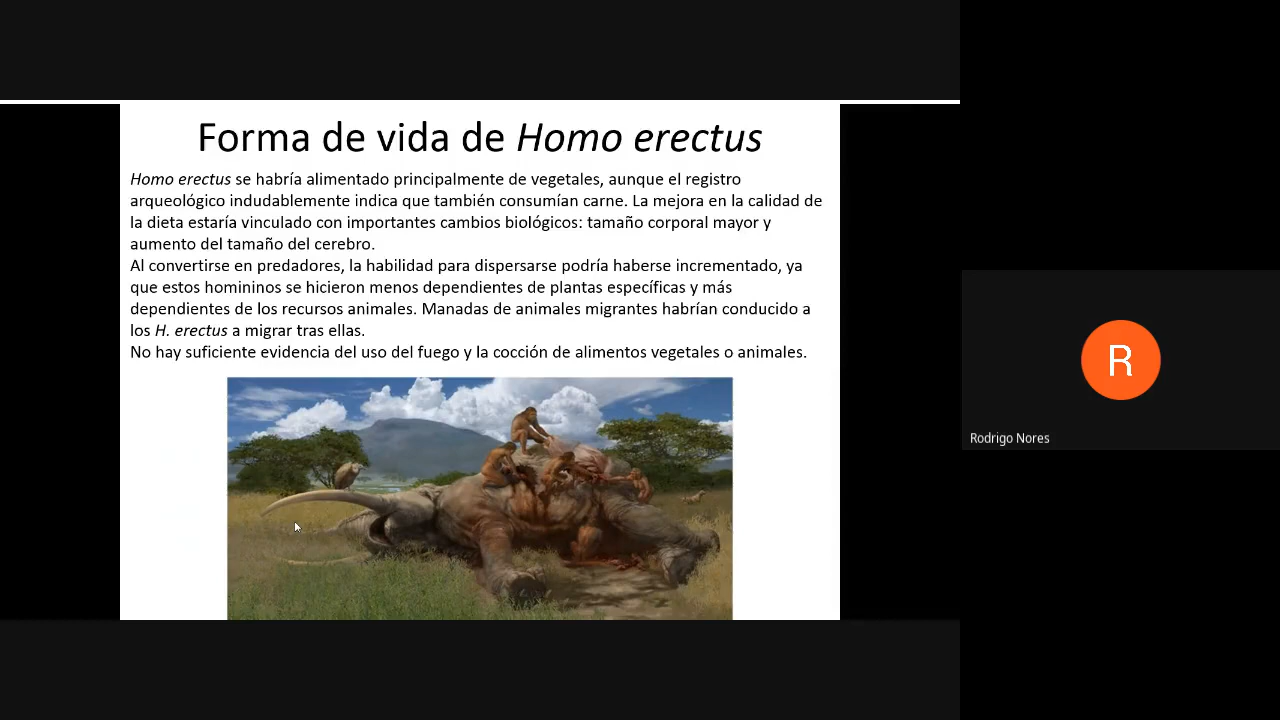 Forma de vida de Homo erectus
Homo erectus se habría alimentado principalmente de vegetales, aunque el registro
arqueológico indudablemente indica que también consumían carne. La mejora en la calidad de
la dieta estaría vinculado con importantes cambios biológicos: tamaño corporal mayor y
aumento del tamaño del cerebro.
Al convertirse en predadores, la habilidad para dispersarse podría haberse incrementado, ya
que estos homininos se hicieron menos dependientes de plantas específicas y más
dependientes de los recursos animales. Manadas de animales migrantes habrían conducido a
los H. erectus a migrar tras ellas.
No hay suficiente evidencia del uso del fuego y la cocción de alimentos vegetales o animales.
R
Rodrigo Nores